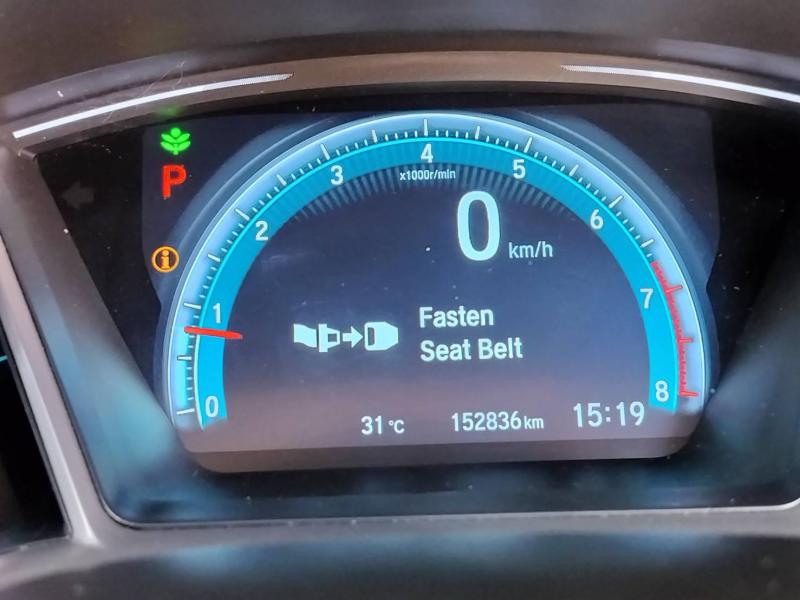 4
3
5
x1000r/min
P
2
6
0 km/h
i
7
1
Fasten
Seat Belt
0
8
31°C 152836km 15:19